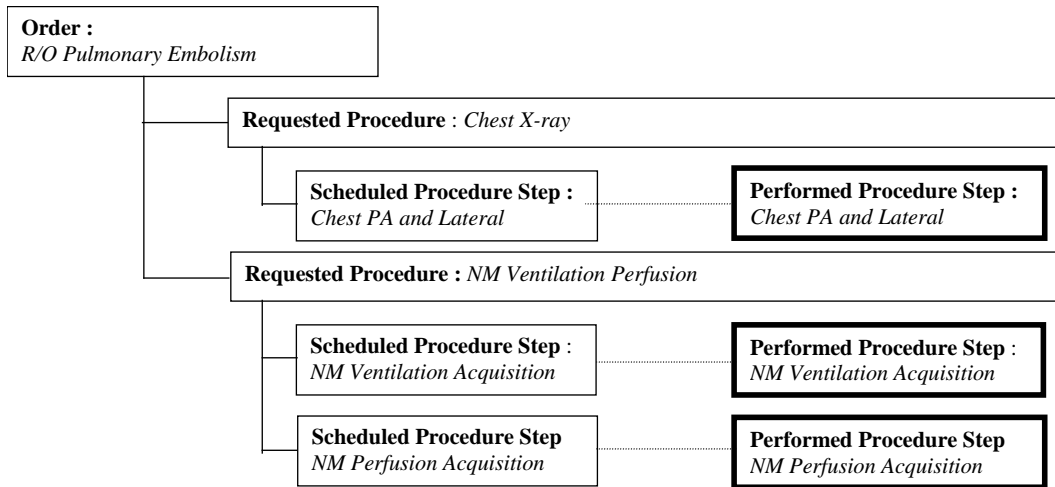 Order :
R/O Pulmonary Embolism
Requested Procedure : Chest X-ray
Scheduled Procedure Step :
Chest PA and Lateral
Performed Procedure Step :
Chest PA and Lateral
Requested Procedure : NM Ventilation Perfusion
Scheduled Procedure Step :
NM Ventilation Acquisition
Performed Procedure Step :
NM Ventilation Acquisition
Scheduled Procedure Step
NM Perfusion Acquisition
Performed Procedure Step
NM Perfusion Acquisition